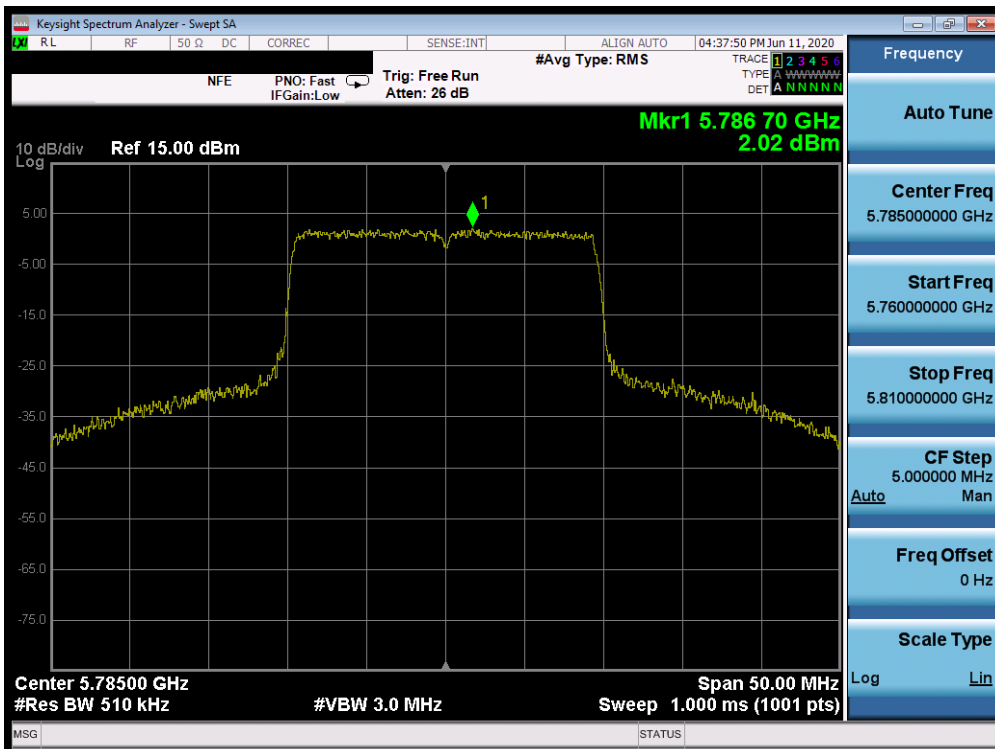 Keysight Spectrum Analyzer - Swept SA
LXI RL RF 50 Ω DC CORREC SENSE:INT ALIGN AUTO 04:37:50 PM Jun 11, 2020
Frequency
#Avg Type: RMS
TRACE 1 2 3 4 5 6
TYPE A WWWWW
DET A N N N N N
NFE PNO: Fast Trig: Free Run
IFGain:Low Atten: 26 dB
Auto Tune
Mkr1 5.786 70 GHz
2.02 dBm
10 dB/div Ref 15.00 dBm
Log
1
5.00
-5.00
-15.0
-25.0
-35.0
-45.0
-55.0
-65.0
-75.0
Center Freq
5.785000000 GHz
Start Freq
5.760000000 GHz
Stop Freq
5.810000000 GHz
CF Step
5.000000 MHz
Auto Man
Freq Offset
0 Hz
Scale Type
Log Lin
Center 5.78500 GHz Span 50.00 MHz
#Res BW 510 kHz #VBW 3.0 MHz Sweep 1.000 ms (1001 pts)
MSG STATUS